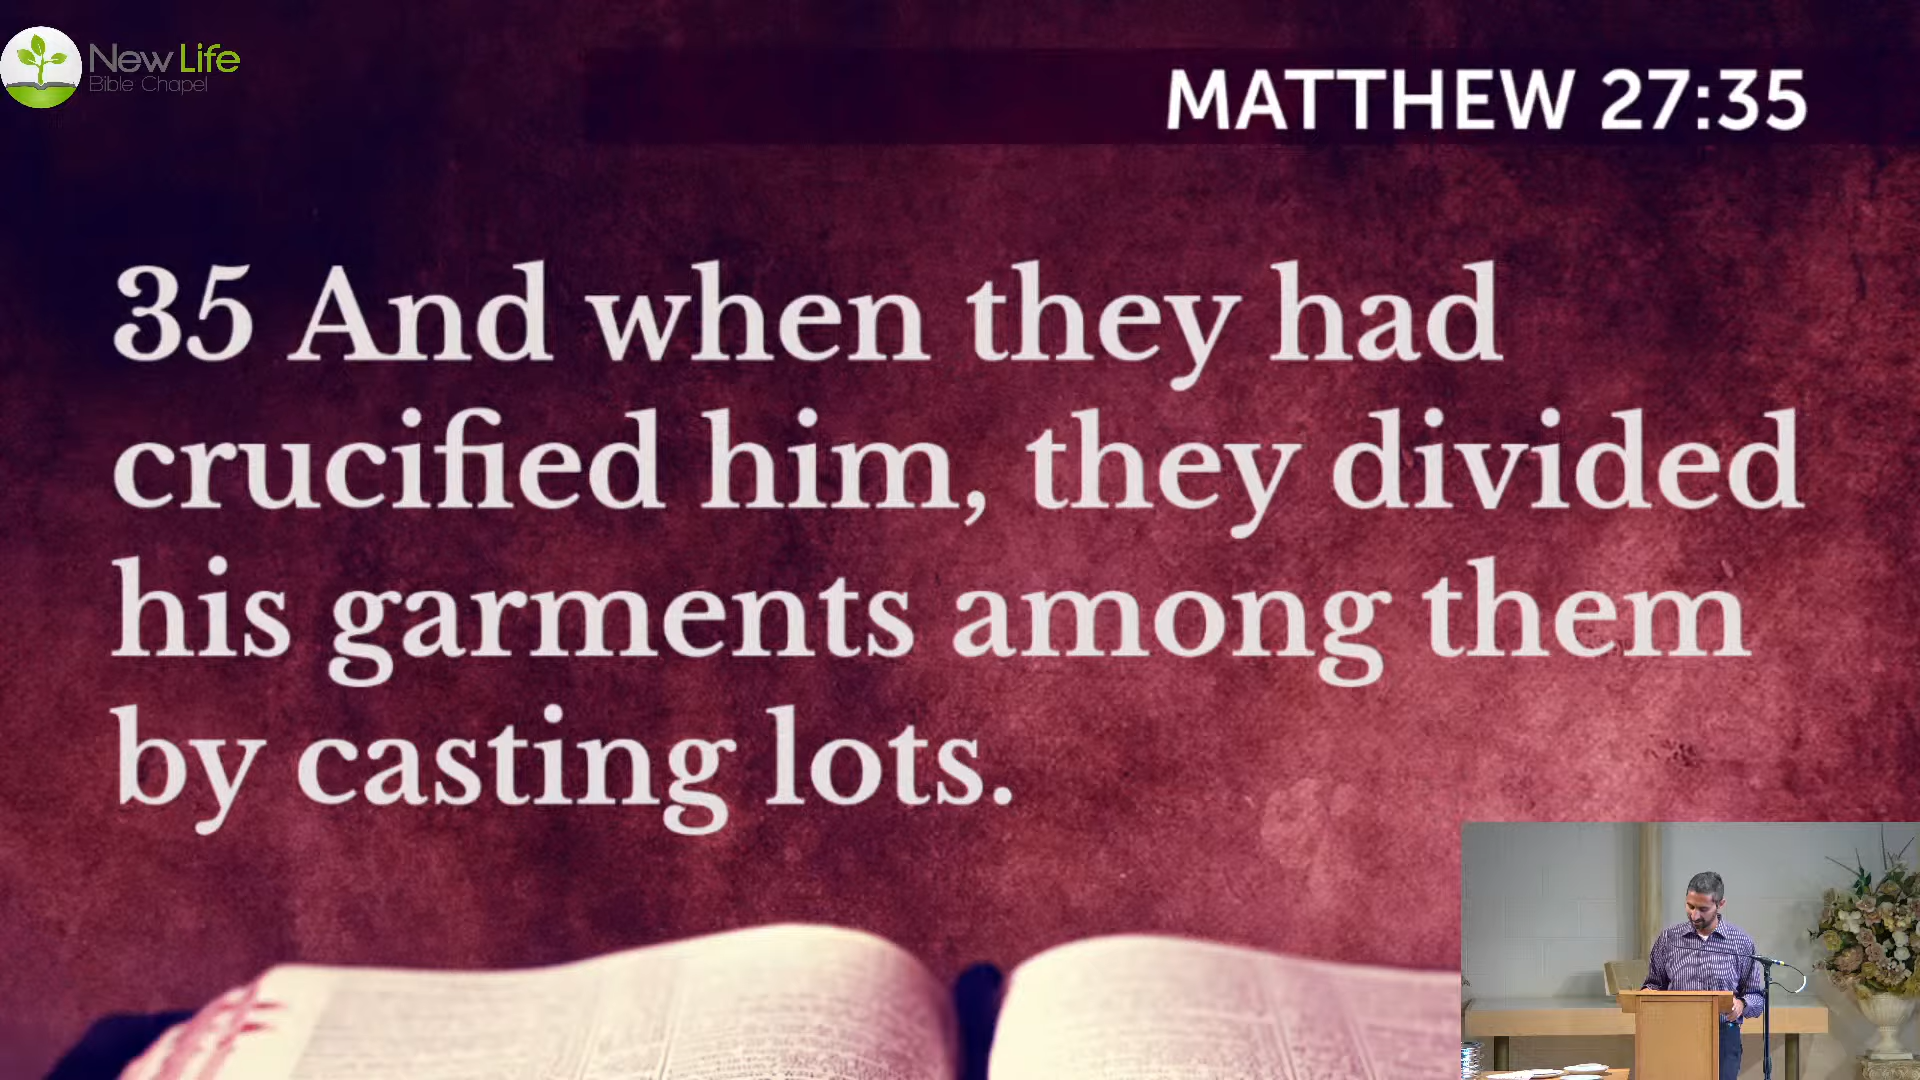 New Life
Bible Chapel
MATTHEW 27:35
35 And when they had
crucified him, they divided
his garments among them
by casting lots.